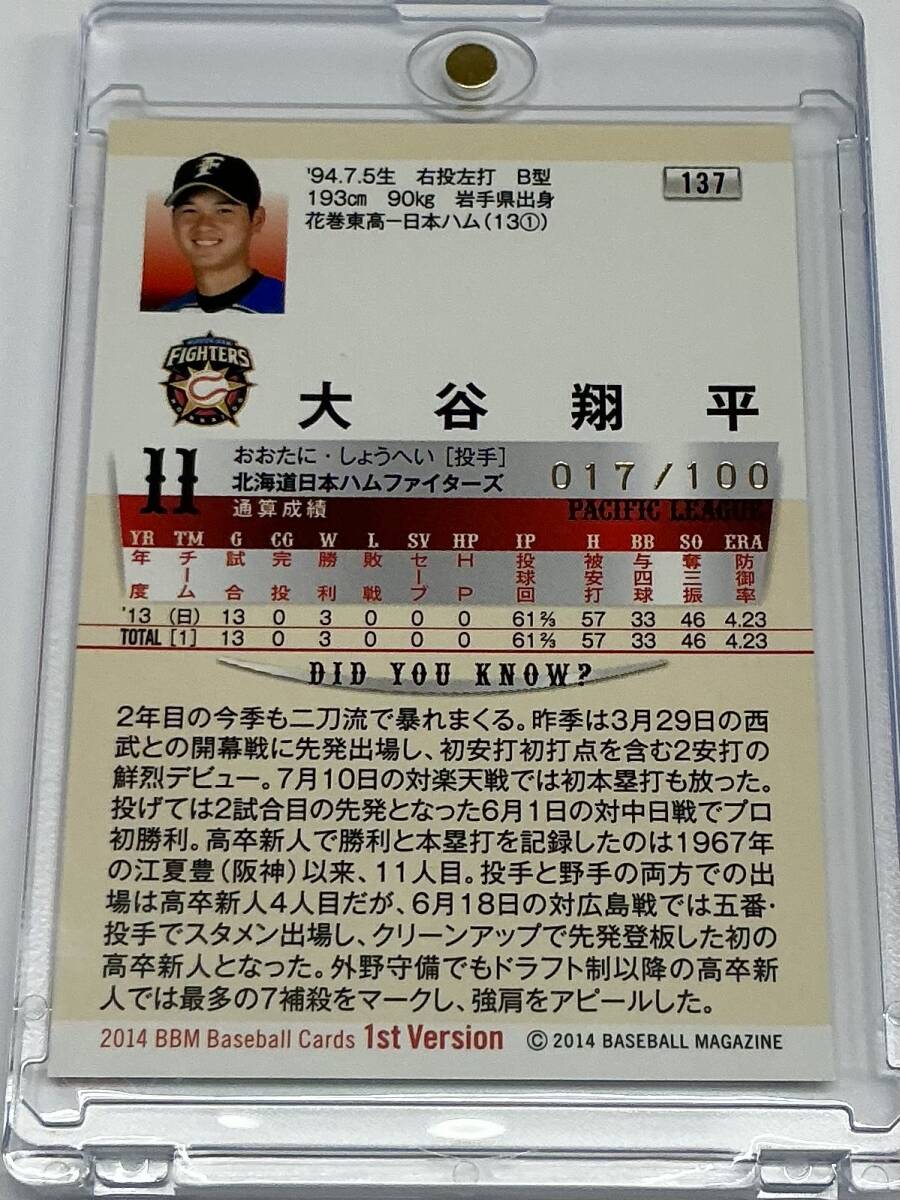 '94.7.5生 右投左打 B型
193cm 90kg 岩手県出身
花巻東高ー日本ハム(13①)
137
F
FIGHTERS
大谷翔平
11
おおたに・しょうへい [投手]
北海道日本ハムファイターズ
017/100
通算成績
PACIFIC LEAGUE
YR TM G CG W L SV HP IP H BB SO ERA
年度 チーム 試合 完投 勝利 敗戦 セーブ HP 投球回 被安打 与四球 奪三振 防御率
'13 (日) 13 0 3 0 0 0 61⅔ 57 33 46 4.23
TOTAL [1] 13 0 3 0 0 0 61⅔ 57 33 46 4.23
DID YOU KNOW?
2年目の今季も二刀流で暴れまくる。昨季は3月29日の西
武との開幕戦に先発出場し、初安打初打点を含む2安打の
鮮烈デビュー。7月10日の対楽天戦では初本塁打も放った。
投げては2試合目の先発となった6月1日の対中日戦でプロ
初勝利。高卒新人で勝利と本塁打を記録したのは1967年
の江夏豊(阪神)以来、11人目。投手と野手の両方での出
場は高卒新人4人目だが、6月18日の対広島戦では五番・
投手でスタメン出場し、クリーンアップで先発登板した初の
高卒新人となった。外野守備でもドラフト制以降の高卒新
人では最多の7補殺をマークし、強肩をアピールした。
2014 BBM Baseball Cards 1st Version © 2014 BASEBALL MAGAZINE